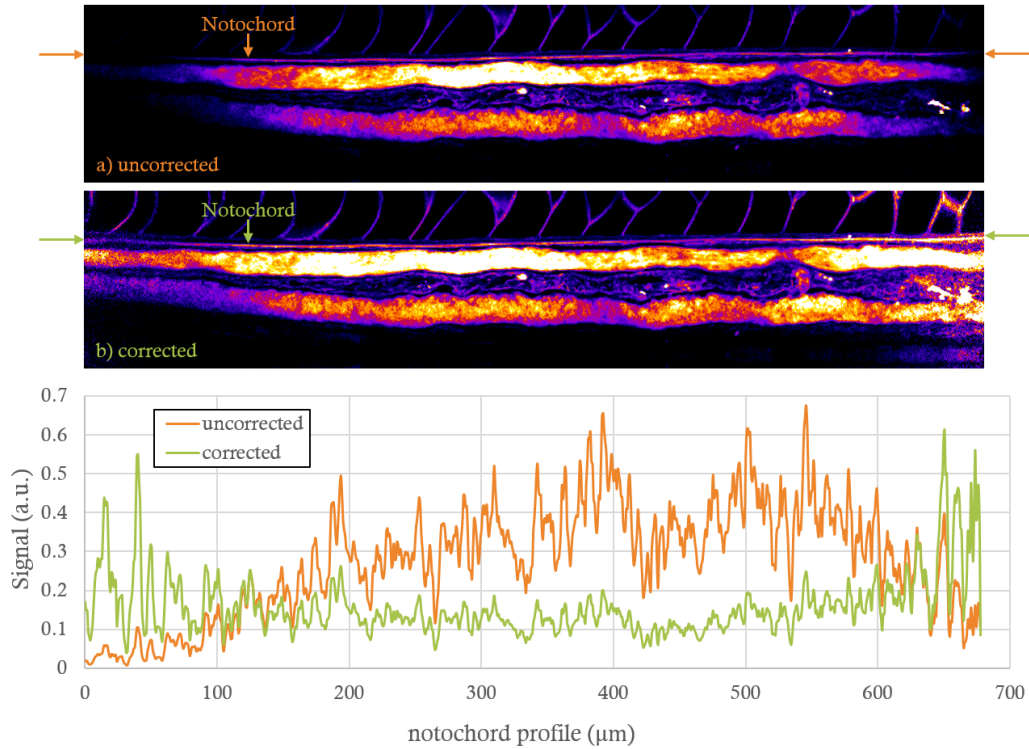 Notochord
a) uncorrected
Notochord
b) corrected
0.7
0.6
0.5
0.4
0.3
0.2
0.1
0
Signal (a.u.)
uncorrected
corrected
0 100 200 300 400 500 600 700
notochord profile (µm)